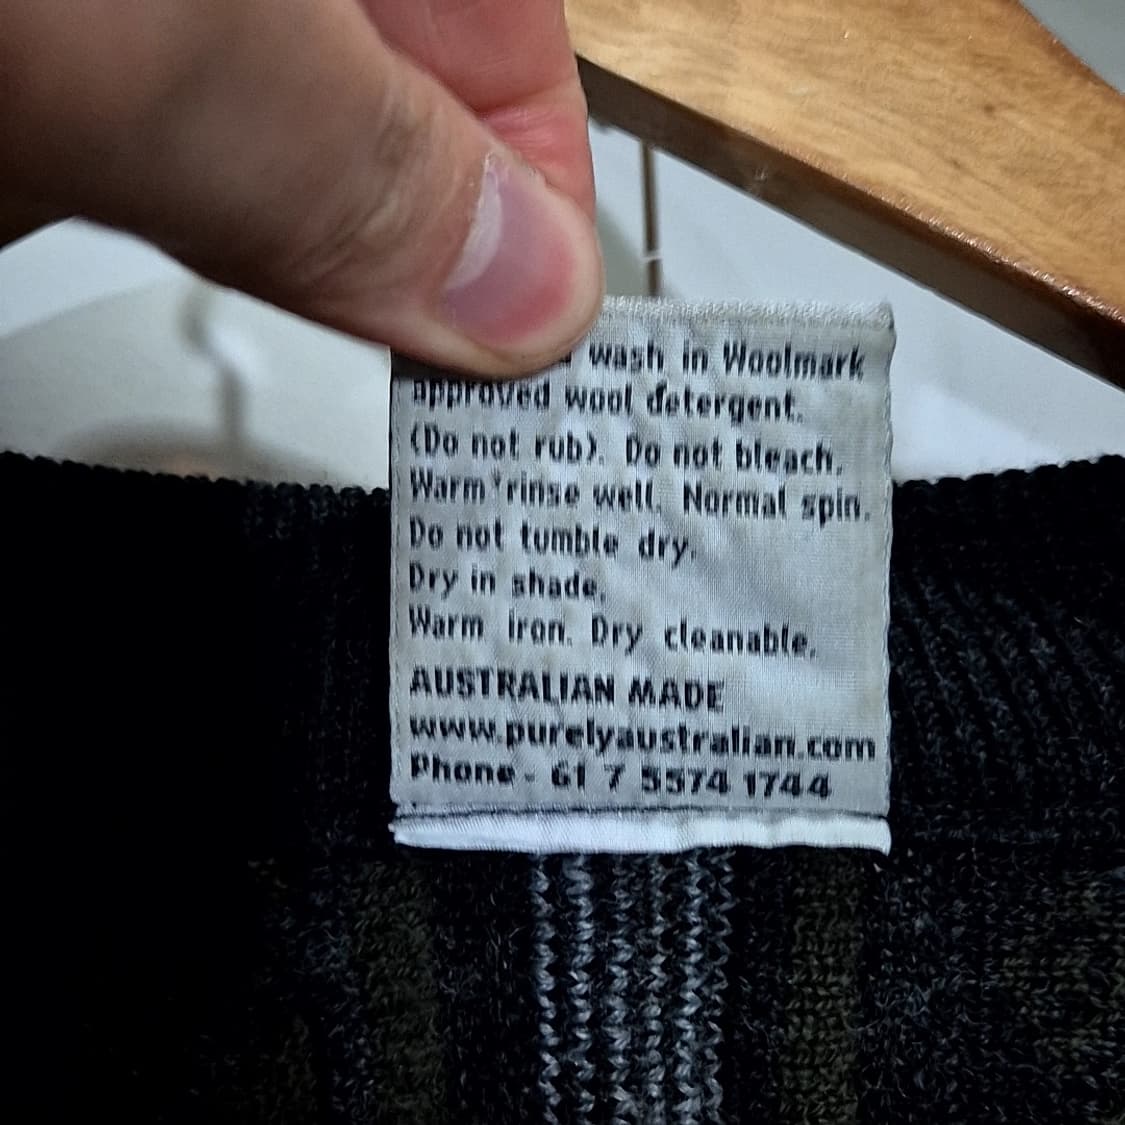 wash in Woolmark
approved wool detergent.
(Do not rub). Do not bleach.
Warm rinse well. Normal spin.
Do not tumble dry.
Dry in shade.
Warm iron. Dry cleanable.
AUSTRALIAN MADE
www.purelyaustralian.com
Phone - 61 7 5574 1744